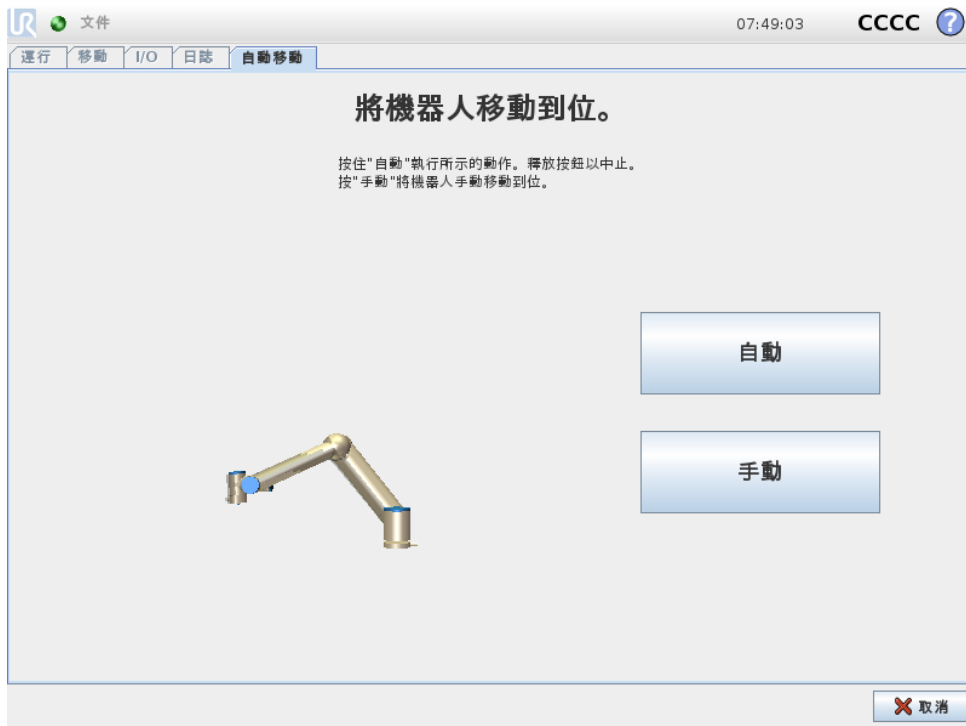 UR 文件 07:49:03 CCCC ?
運行 移動 I/O 日誌 自動移動
將機器人移動到位。
按住"自動"執行所示的動作。釋放按鈕以中止。
按"手動"將機器人手動移動到位。
自動
手動
取消